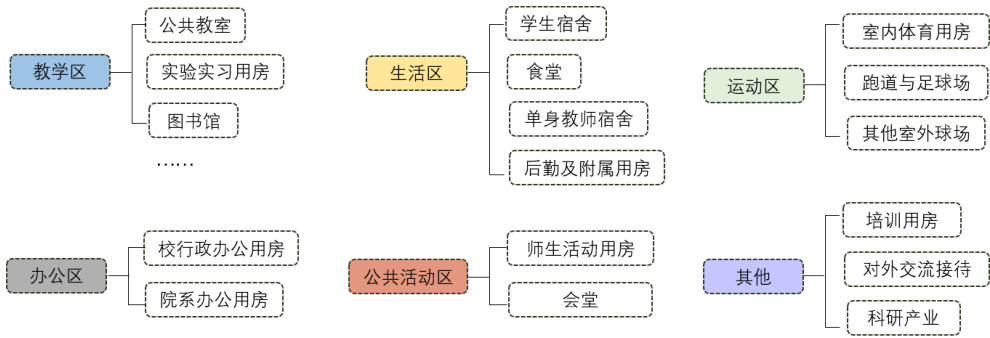 教学区
公共教室
实验实习用房
图书馆
……
生活区
学生宿舍
食堂
单身教师宿舍
后勤及附属用房
运动区
室内体育用房
跑道与足球场
其他室外球场
办公区
校行政办公用房
院系办公用房
公共活动区
师生活动用房
会堂
其他
培训用房
对外交流接待
科研产业